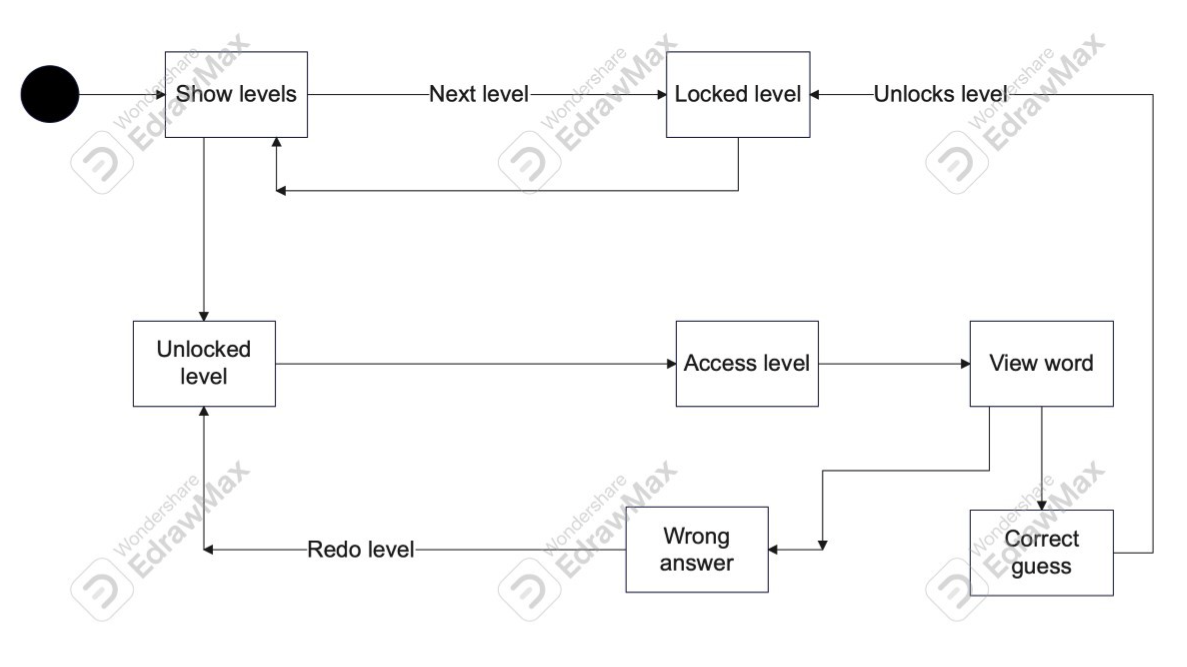 Show levels
Next level
Locked level
Unlocks level
Unlocked
level
Access level
View word
Wrong
answer
Redo level
Correct
guess
Wondershare
EdrawMax
Wondershare
EdrawMax
Wondershare
EdrawMax
Wondershare
EdrawMax
Wondershare
EdrawMax
Wondershare
EdrawMax